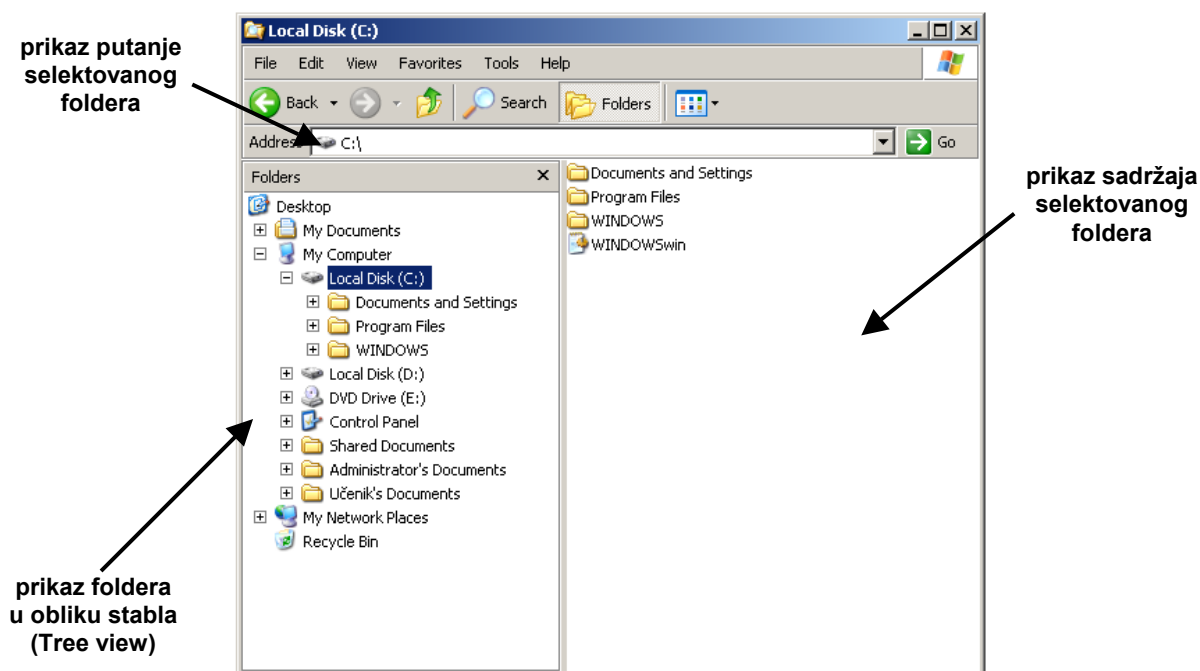 prikaz putanje
selektovanog
foldera
Local Disk (C:)
File Edit View Favorites Tools Help
Back Search Folders
Address C:\ Go
Folders
Desktop
My Documents
My Computer
Local Disk (C:)
Documents and Settings
Program Files
WINDOWS
Local Disk (D:)
DVD Drive (E:)
Control Panel
Shared Documents
Administrator's Documents
Učenik's Documents
My Network Places
Recycle Bin
Documents and Settings
Program Files
WINDOWS
WINDOWSwin
prikaz sadržaja
selektovanog
foldera
prikaz foldera
u obliku stabla
(Tree view)